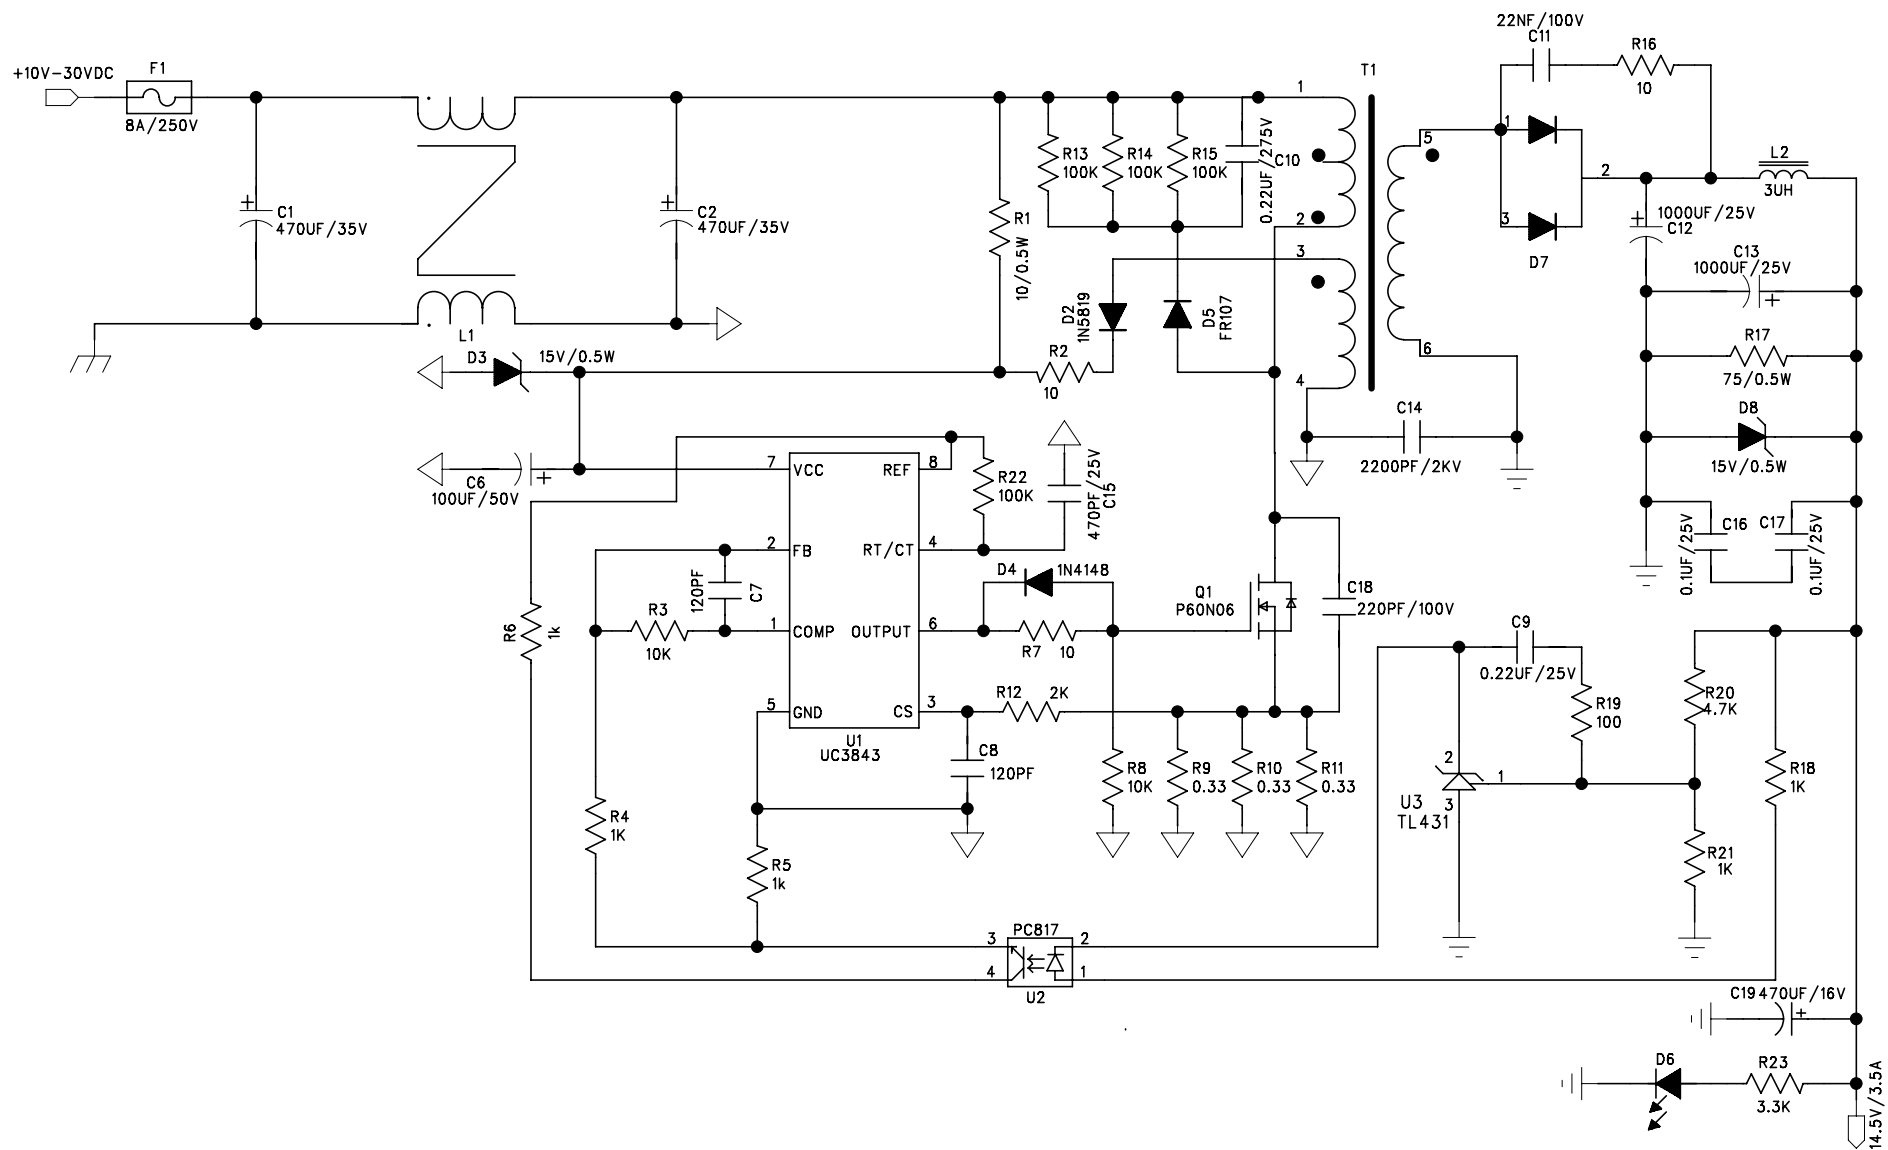 22NF/100V
C11
R16
10
+10V-30VDC
F1
8A/250V
T1
1
2
3
4
5
6
R13
100K
R14
100K
R15
100K
0.22UF/275V
C10
1
3
2
D7
L2
3UH
C1
470UF/35V
C2
470UF/35V
R1
10/0.5W
1000UF/25V
C12
C13
1000UF/25V
L1
D3
15V/0.5W
D2
1N5819
D5
FR107
R2
10
R17
75/0.5W
C14
2200PF/2KV
D8
15V/0.5W
C6
100UF/50V
7
VCC
REF
8
R22
100K
470PF/25V
C15
0.1UF/25V
C16
C17
0.1UF/25V
2
FB
RT/CT
4
120PF
C7
D4
1N4148
Q1
P60N06
C18
220PF/100V
R6
1k
R3
10K
1
COMP
OUTPUT
6
R7
10
C9
0.22UF/25V
R19
100
R20
4.7K
5
GND
CS
3
R12
2K
U1
UC3843
C8
120PF
R8
10K
R9
0.33
R10
0.33
R11
0.33
2
1
3
U3
TL431
R18
1K
R4
1K
R5
1k
R21
1K
PC817
3
2
4
1
U2
C19
470UF/16V
D6
R23
3.3K
14.5V/3.5A